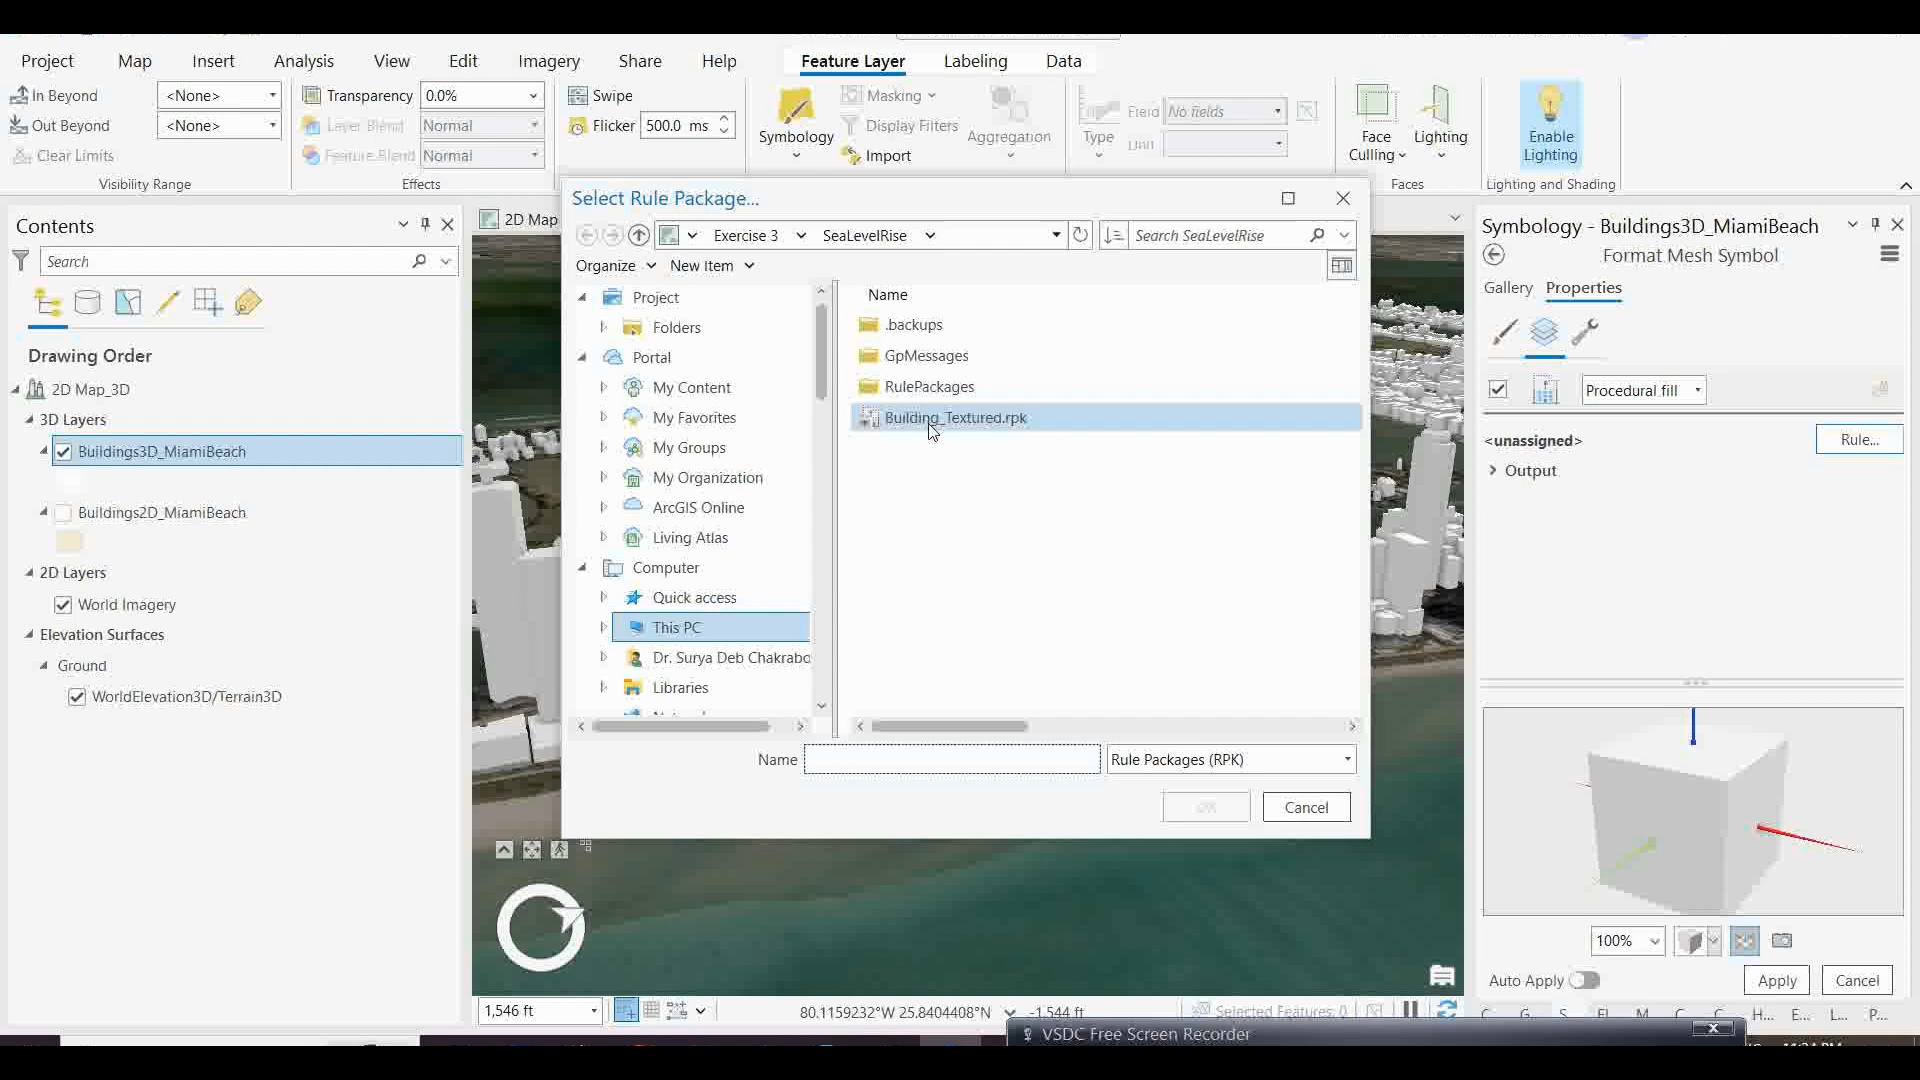 Project Map Insert Analysis View Edit Imagery Share Help Feature Layer Labeling Data
In Beyond <None>
Out Beyond <None>
Clear Limits
Visibility Range
Transparency 0.0%
Layer Blend Normal
Feature Blend Normal
Effects
Swipe
Flicker 500.0 ms
Symbology
Masking
Display Filters
Import
Aggregation
Type
Field No fields
Unit
Face Culling
Lighting
Faces
Enable Lighting
Lighting and Shading
Contents
Search
Drawing Order
2D Map_3D
3D Layers
Buildings3D_MiamiBeach
Buildings2D_MiamiBeach
2D Layers
World Imagery
Elevation Surfaces
Ground
WorldElevation3D/Terrain3D
2D Map
Select Rule Package...
Exercise 3 SeaLevelRise
Search SeaLevelRise
Organize New Item
Project
Folders
Portal
My Content
My Favorites
My Groups
My Organization
ArcGIS Online
Living Atlas
Computer
Quick access
This PC
Dr. Surya Deb Chakrabo
Libraries
Name
.backups
GpMessages
RulePackages
Building_Textured.rpk
Name
Rule Packages (RPK)
OK
Cancel
Symbology - Buildings3D_MiamiBeach
Format Mesh Symbol
Gallery Properties
Procedural fill
<unassigned>
Rule...
Output
100%
Auto Apply
Apply
Cancel
1,546 ft
80.1159232°W 25.8404408°N
-1,544 ft
Selected Features: 0
C... G... S... El... M... C... C... H... E... L... P...
VSDC Free Screen Recorder